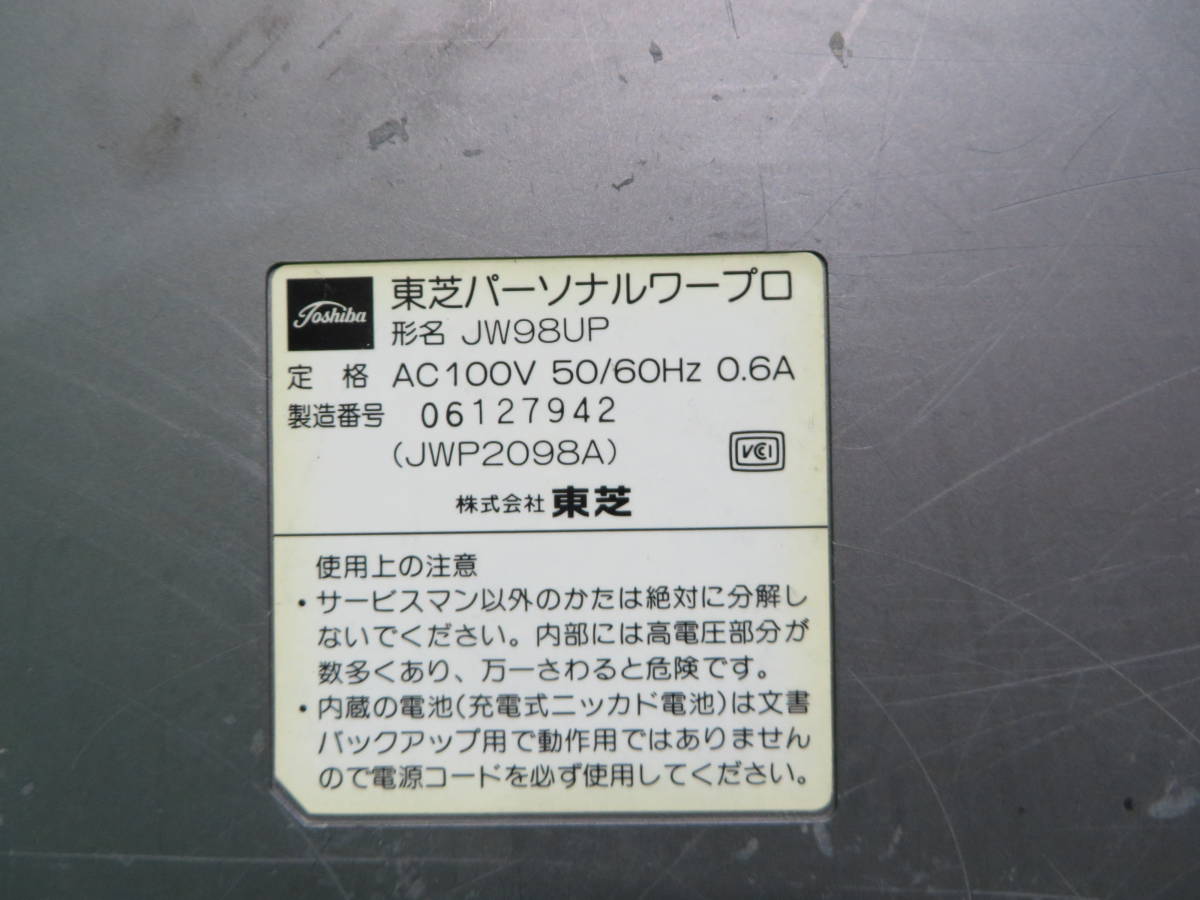 Toshiba
東芝パーソナルワープロ
形名 JW98UP
定格 AC100V 50/60Hz 0.6A
製造番号 06127942
(JWP2098A)
VCI
株式会社 東芝
使用上の注意
・サービスマン以外のかたは絶対に分解し
ないでください。内部には高電圧部分が
数多くあり、万一さわると危険です。
・内蔵の電池(充電式ニッカド電池)は文書
バックアップ用で動作用ではありません
ので電源コードを必ず使用してください。